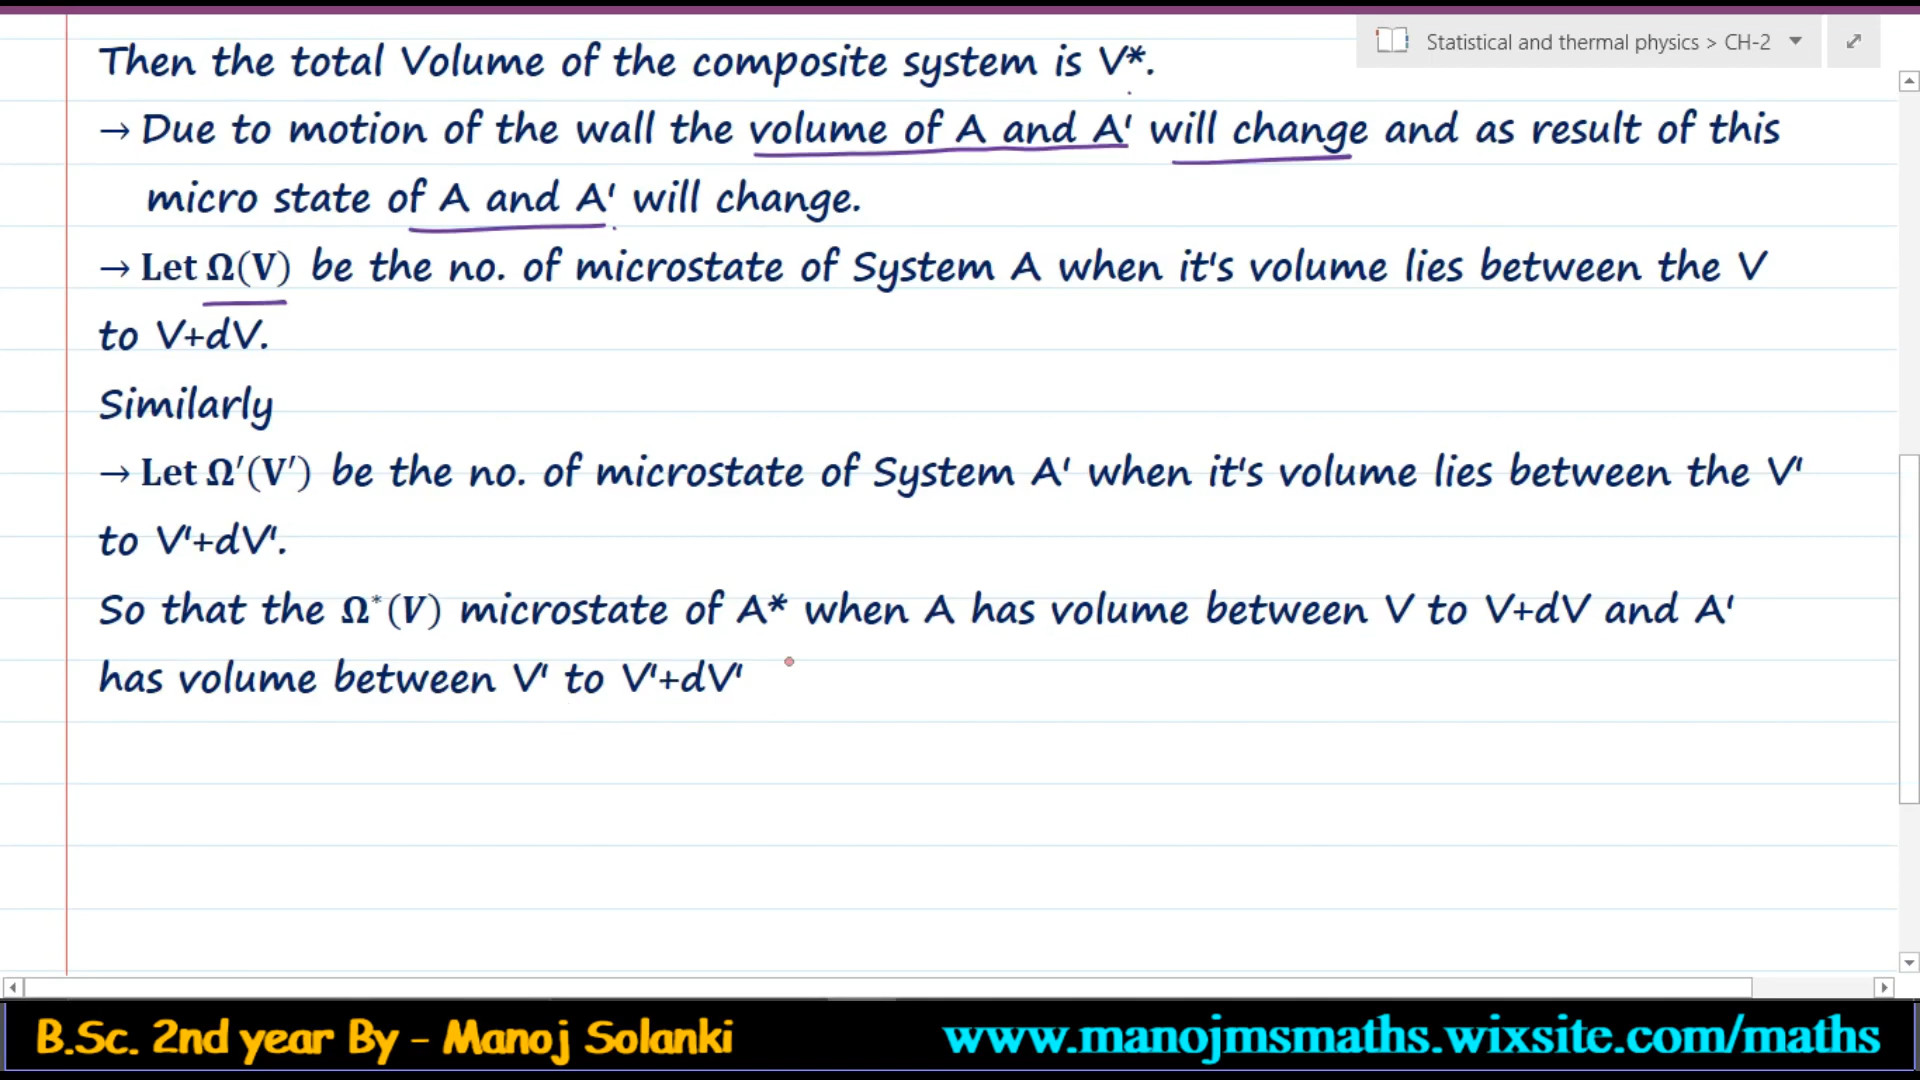 Statistical and thermal physics > CH-2
Then the total Volume of the composite system is V*.
→ Due to motion of the wall the volume of A and A' will change and as result of this
micro state of A and A' will change.
→ Let Ω(V) be the no. of microstate of System A when it's volume lies between the V
to V+dV.
Similarly
→ Let Ω′(V′) be the no. of microstate of System A' when it's volume lies between the V'
to V'+dV'.
So that the Ω*(V) microstate of A* when A has volume between V to V+dV and A'
has volume between V' to V'+dV'
B.Sc. 2nd year By - Manoj Solanki
www.manojmsmaths.wixsite.com/maths